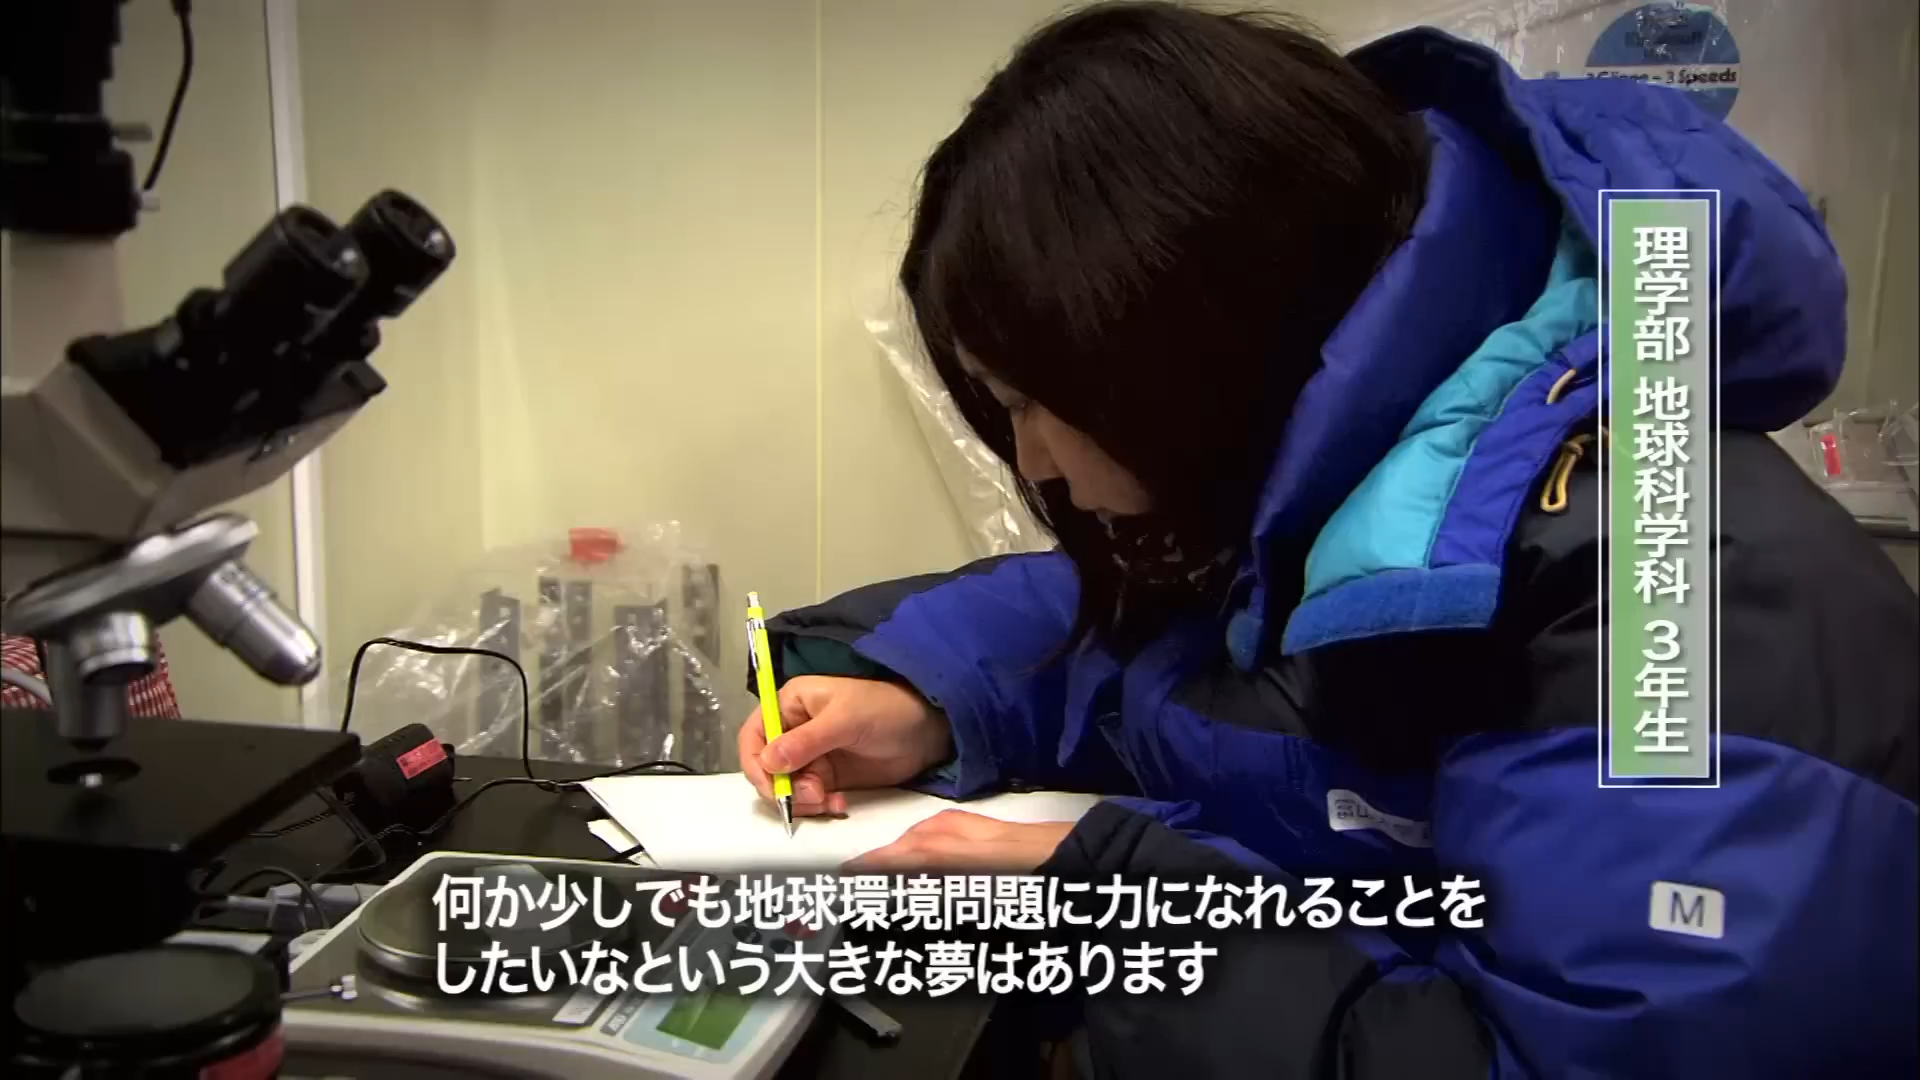 3 Speeds
理学部 地球科学科 3年生
M
何か少しでも地球環境問題に力になれることを
したいなという大きな夢はあります